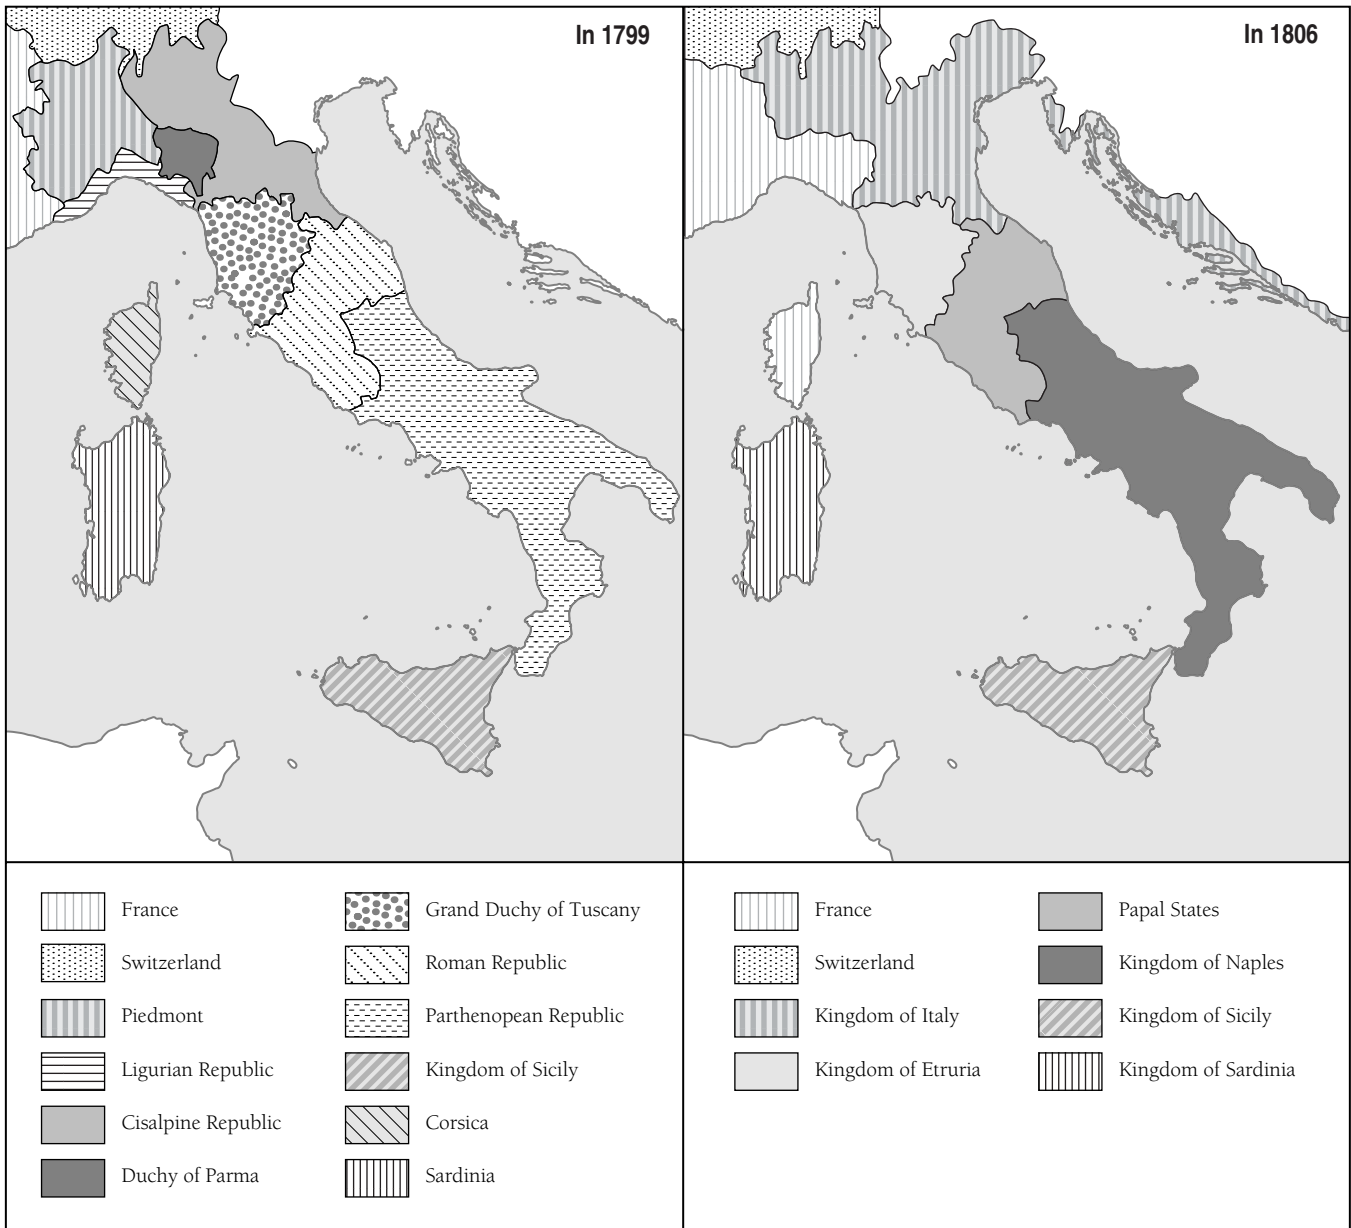 In 1799
In 1806
France
Switzerland
Piedmont
Ligurian Republic
Cisalpine Republic
Duchy of Parma
Grand Duchy of Tuscany
Roman Republic
Parthenopean Republic
Kingdom of Sicily
Corsica
Sardinia
France
Switzerland
Kingdom of Italy
Kingdom of Etruria
Papal States
Kingdom of Naples
Kingdom of Sicily
Kingdom of Sardinia